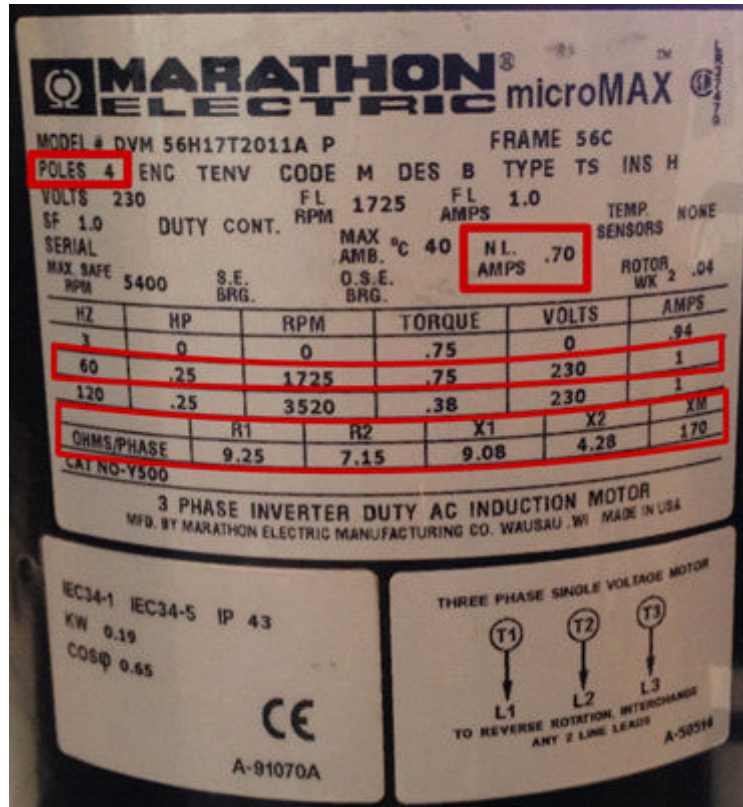 MARATHON®
ELECTRIC microMAX™
MODEL # DVM 56H17T2011A P FRAME 56C
POLES 4 ENC TENV CODE M DES B TYPE TS INS H
VOLTS 230 FL RPM 1725 FL AMPS 1.0
SF 1.0 DUTY CONT. TEMP. SENSORS NONE
SERIAL MAX AMB. °C 40 N L. AMPS .70
MAX SAFE RPM 5400 S.E. BRG. O.S.E. BRG. ROTOR WK 2 .04
HZ HP RPM TORQUE VOLTS AMPS
3 0 0 .75 0 .94
60 .25 1725 .75 230 1
120 .25 3520 .38 230 1
R1 R2 X1 X2 XM
OHMS/PHASE 9.25 7.15 9.08 4.28 170
CAT NO-Y500
3 PHASE INVERTER DUTY AC INDUCTION MOTOR
MFD. BY MARATHON ELECTRIC MANUFACTURING CO. WAUSAU . WI MADE IN USA
IEC34-1 IEC34-5 IP 43
KW 0.19
COSφ 0.65
CE
A-91070A
THREE PHASE SINGLE VOLTAGE MOTOR
T1 T2 T3
L1 L2 L3
TO REVERSE ROTATION, INTERCHANGE
ANY 2 LINE LEADS